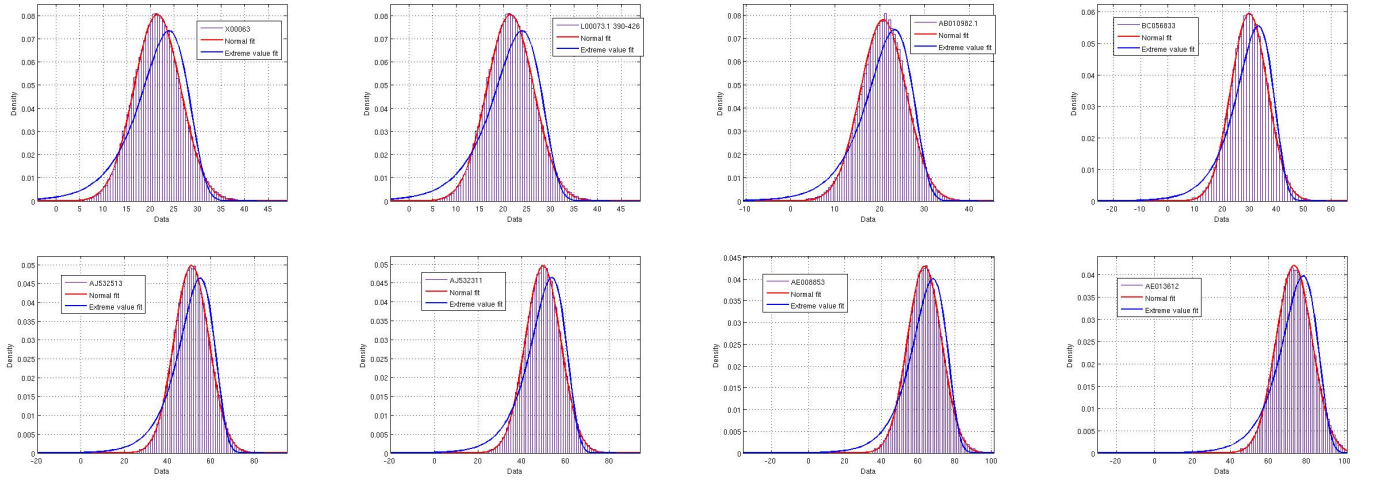 X00063
Normal fit
Extreme value fit
Density
0.08
0.07
0.06
0.05
0.04
0.03
0.02
0.01
0
0 5 10 15 20 25 30 35 40 45
Data
L00073.1 390-426
Normal fit
Extreme value fit
Density
0.08
0.07
0.06
0.05
0.04
0.03
0.02
0.01
0
0 5 10 15 20 25 30 35 40 45
Data
AB010982.1
Normal fit
Extreme value fit
Density
0.08
0.07
0.06
0.05
0.04
0.03
0.02
0.01
0
-10 0 10 20 30 40
Data
BC056833
Normal fit
Extreme value fit
Density
0.06
0.05
0.04
0.03
0.02
0.01
0
-20 -10 0 10 20 30 40 50 60
Data
AJ532513
Normal fit
Extreme value fit
Density
0.05
0.045
0.04
0.035
0.03
0.025
0.02
0.015
0.01
0.005
0
-20 0 20 40 60 80
Data
AJ532311
Normal fit
Extreme value fit
Density
0.05
0.045
0.04
0.035
0.03
0.025
0.02
0.015
0.01
0.005
0
-20 0 20 40 60 80
Data
AE008853
Normal fit
Extreme value fit
Density
0.045
0.04
0.035
0.03
0.025
0.02
0.015
0.01
0.005
0
-20 0 20 40 60 80 100
Data
AE013612
Normal fit
Extreme value fit
Density
0.04
0.035
0.03
0.025
0.02
0.015
0.01
0.005
0
-20 0 20 40 60 80 100
Data